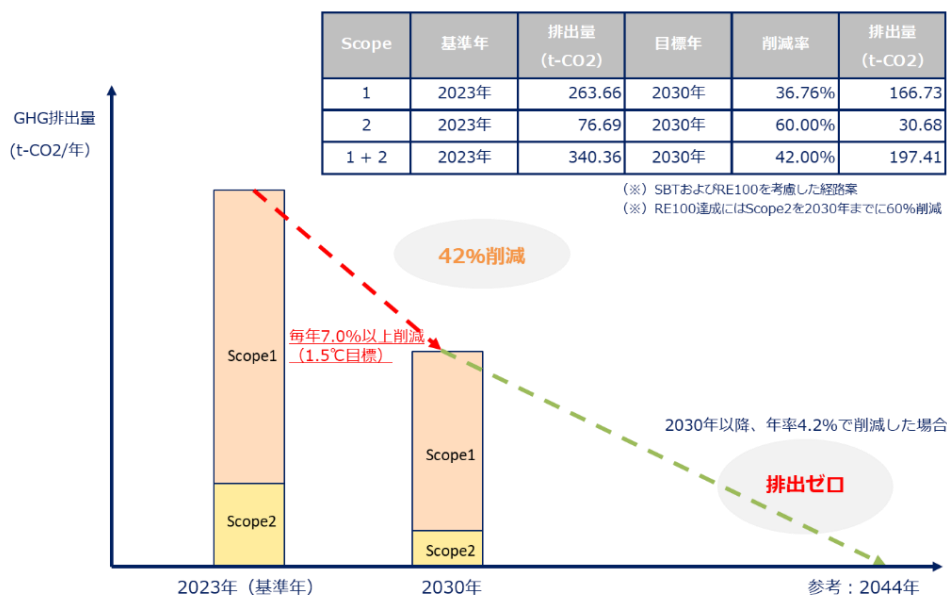 Scope 基準年 排出量 (t-CO2) 目標年 削減率 排出量 (t-CO2)
1 2023年 263.66 2030年 36.76% 166.73
2 2023年 76.69 2030年 60.00% 30.68
1 + 2 2023年 340.36 2030年 42.00% 197.41
（※）SBTおよびRE100を考慮した経路案
（※）RE100達成にはScope2を2030年までに60%削減
GHG排出量
(t-CO2/年）
42%削減
毎年7.0%以上削減
（1.5℃目標）
Scope1
Scope2
Scope1
Scope2
2030年以降、年率4.2%で削減した場合
排出ゼロ
2023年（基準年）
2030年
参考：2044年